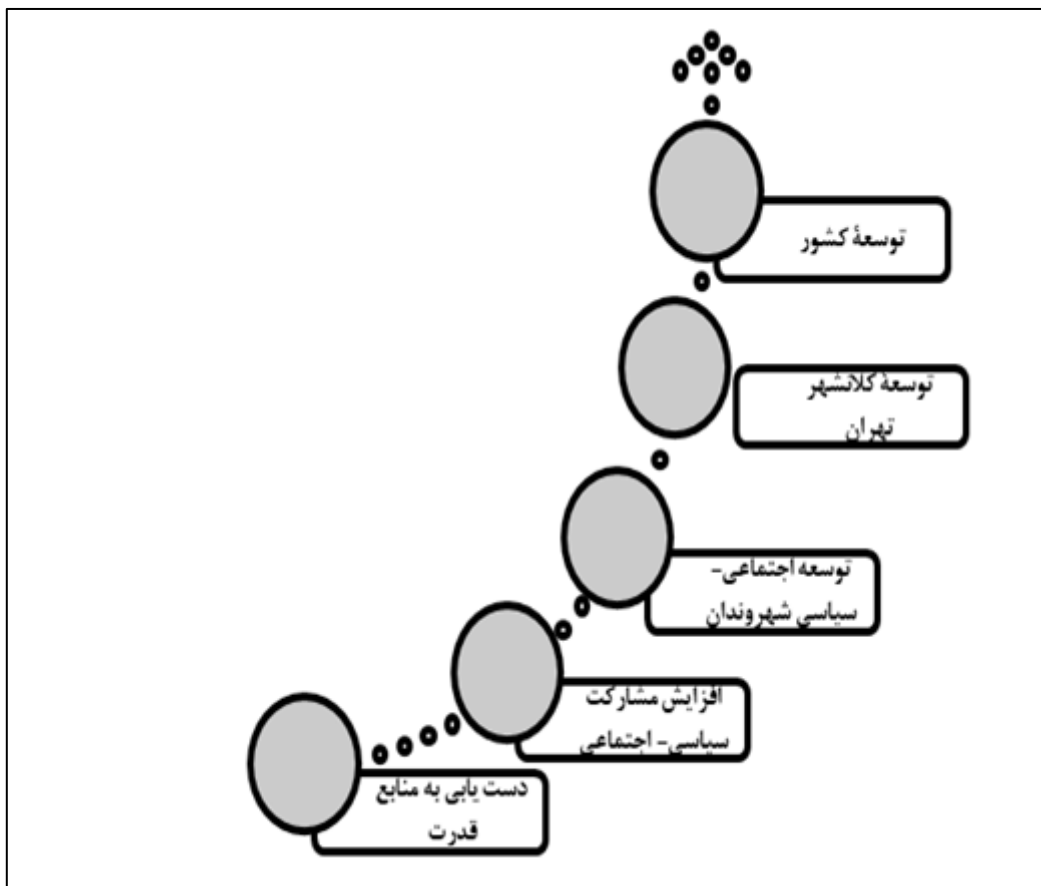 توسعهٔ کشور
توسعهٔ کلانشهر
تهران
توسعه اجتماعی-
سیاسی شهروندان
افزایش مشارکت
سیاسی- اجتماعی
دست یابی به منابع
قدرت